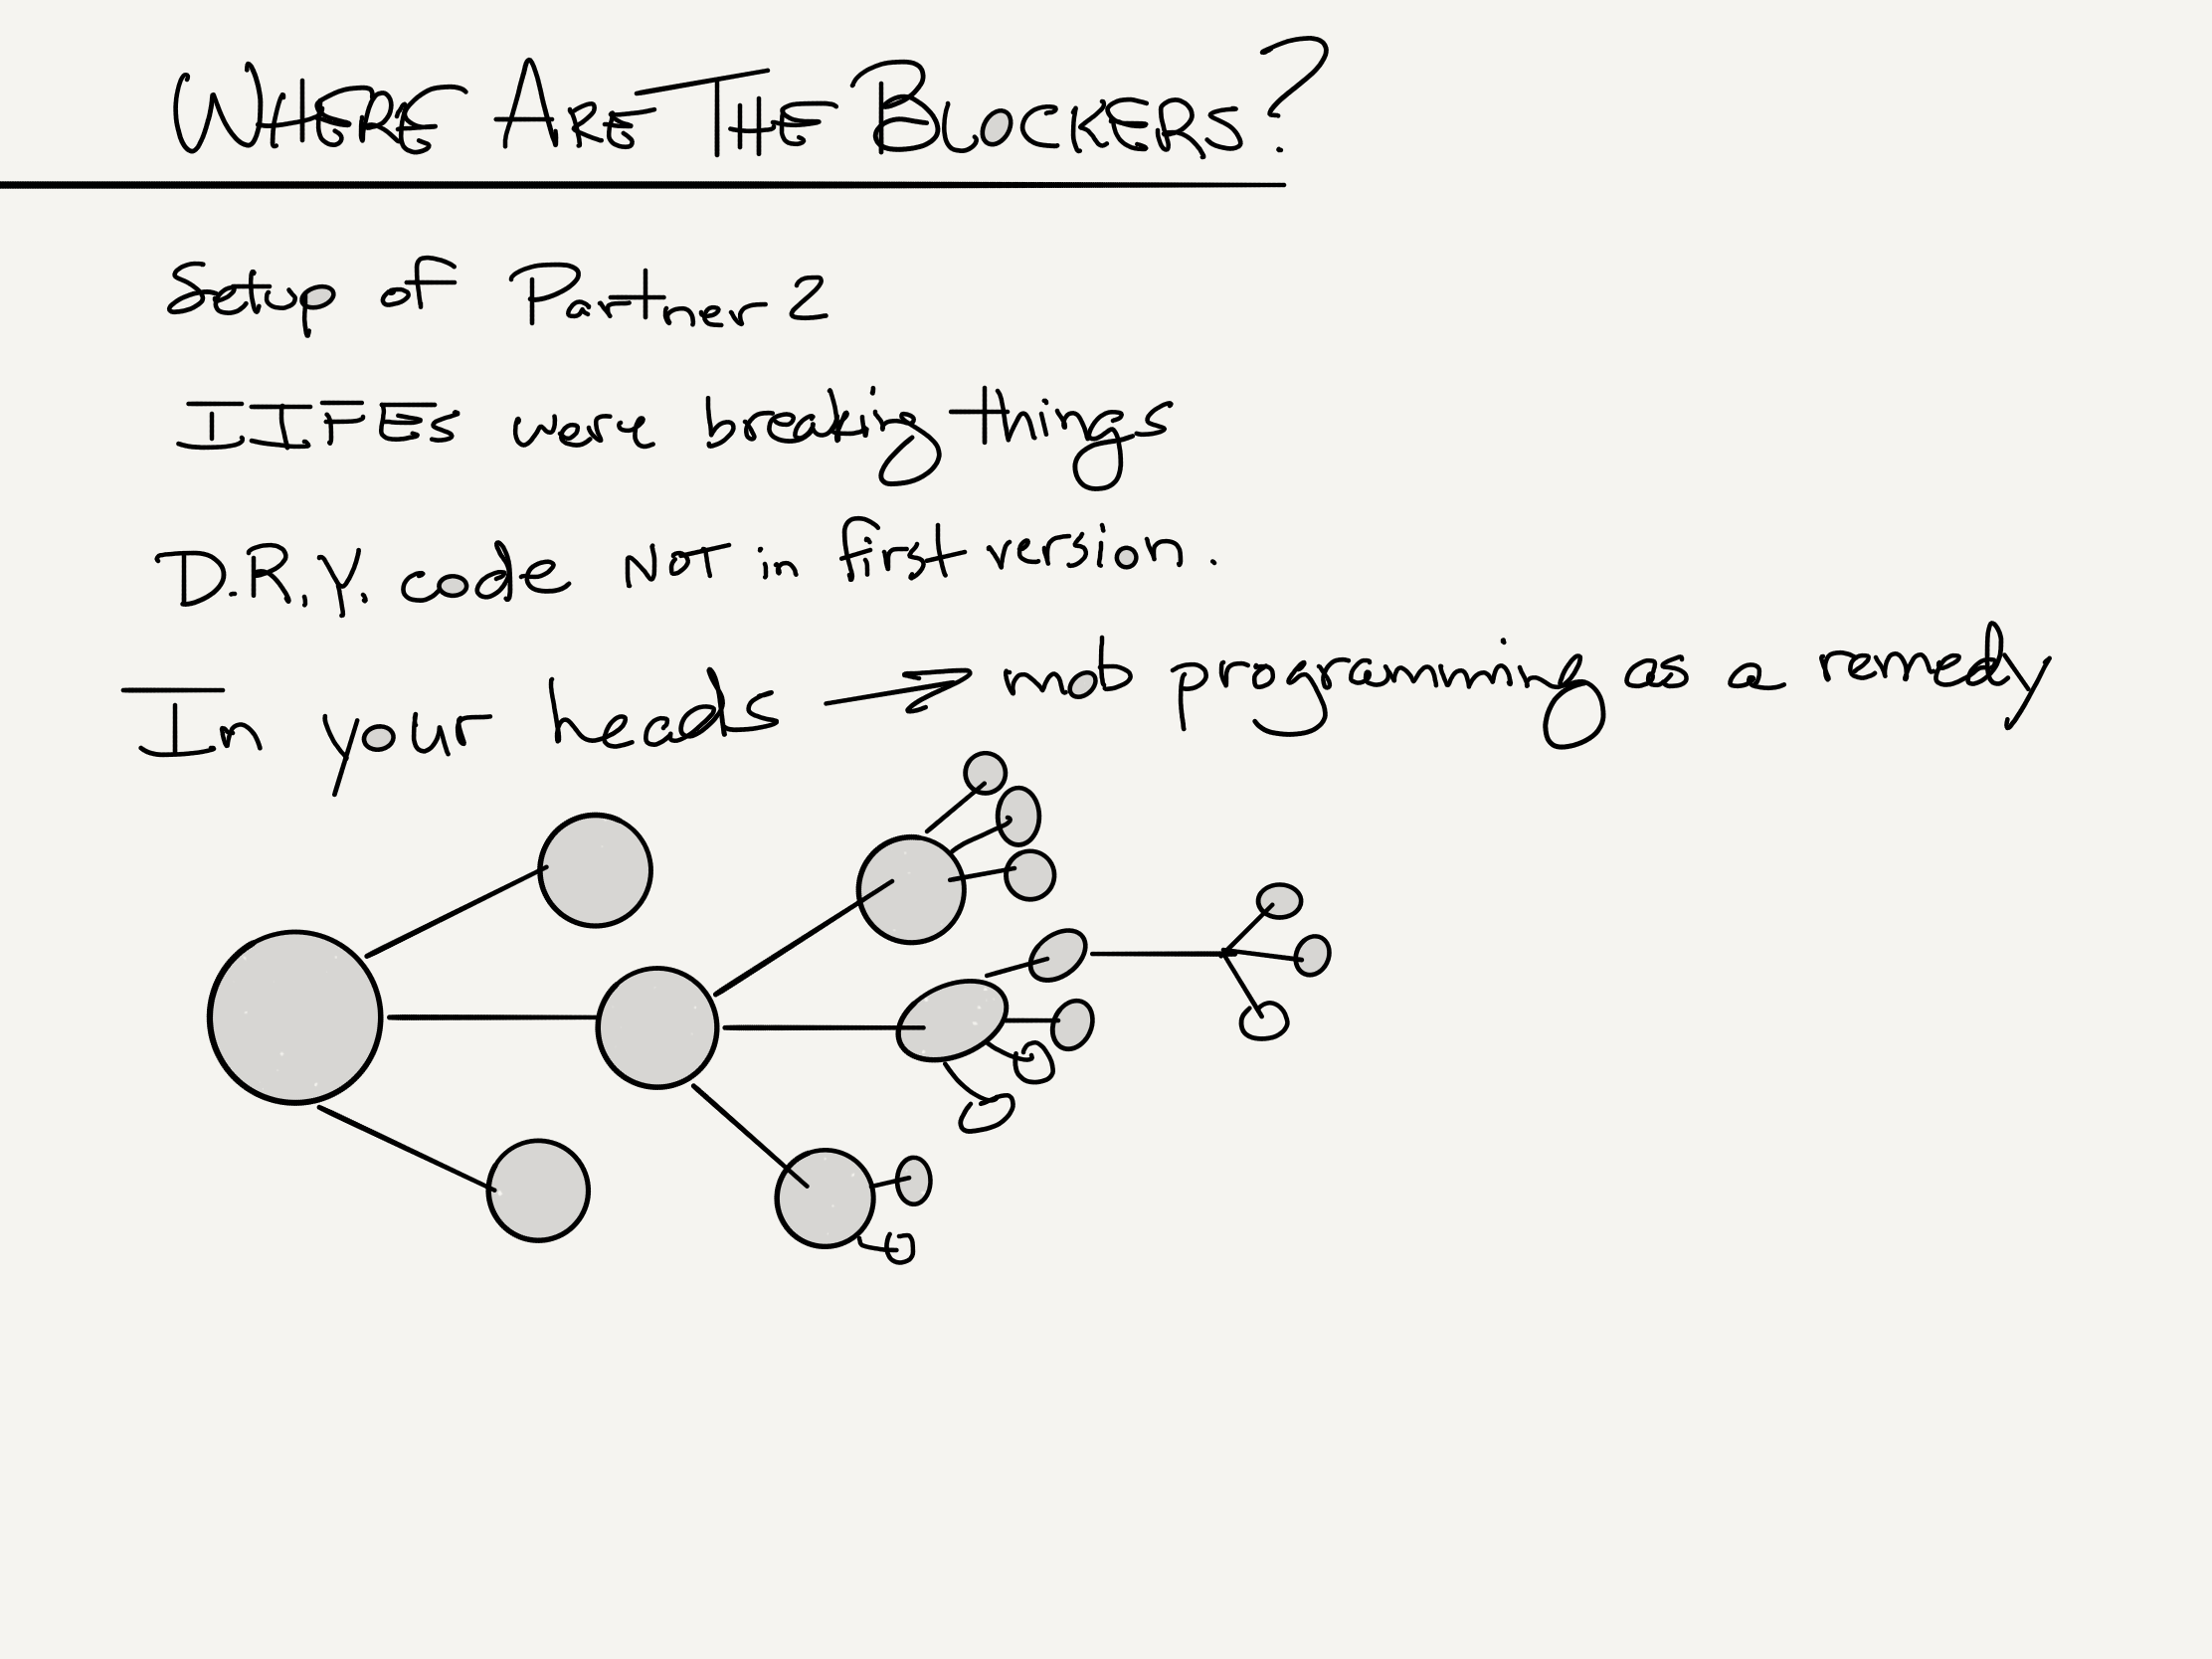 WHERE ARE THE BLOCKERS?
Setup of Partner 2
IIFEs were breaking things
D.R.Y. code NOT in first version.
In your heads → mob programming as a remedy